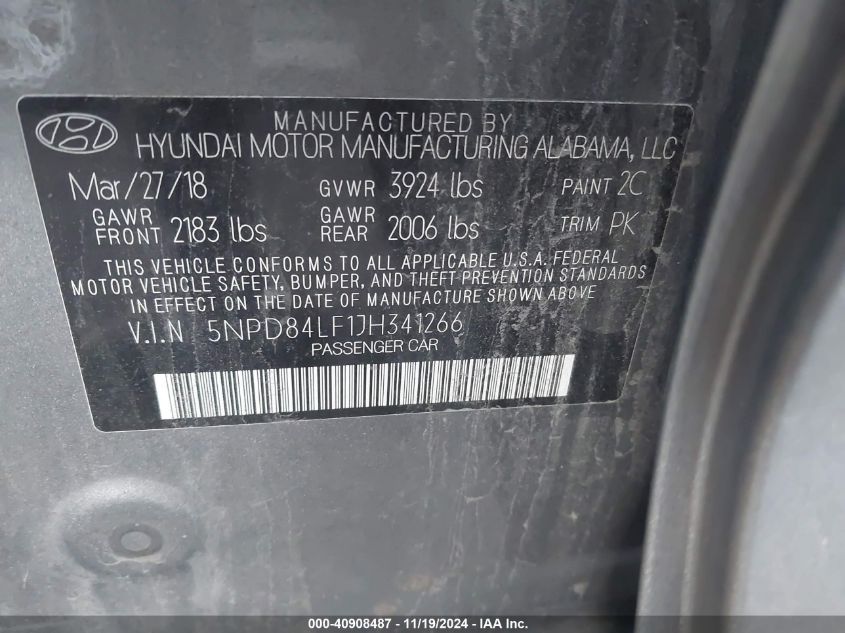 MANUFACTURED BY
HYUNDAI MOTOR MANUFACTURING ALABAMA, LLC
Mar/27/18 GVWR 3924 lbs PAINT 2C
GAWR FRONT 2183 lbs GAWR REAR 2006 lbs TRIM PK
THIS VEHICLE CONFORMS TO ALL APPLICABLE U.S.A. FEDERAL
MOTOR VEHICLE SAFETY, BUMPER, AND THEFT PREVENTION STANDARDS
IN EFFECT ON THE DATE OF MANUFACTURE SHOWN ABOVE
V.I.N 5NPD84LF1JH341266
PASSENGER CAR
000-40908487 - 11/19/2024 - IAA Inc.